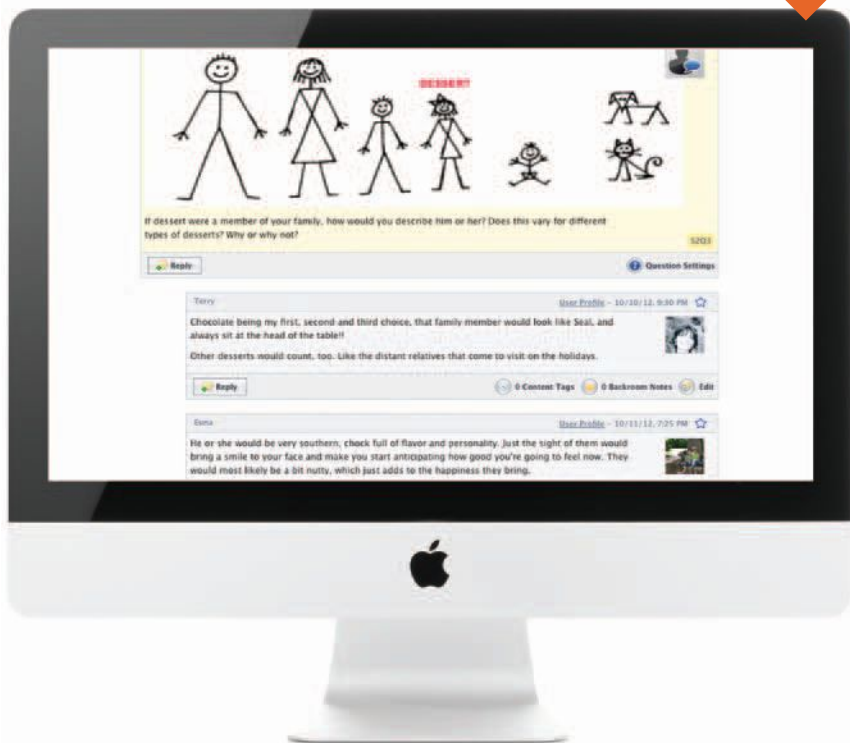 DESSERT
If dessert were a member of your family, how would you describe him or her? Does this vary for different
types of desserts? Why or why not?
S2Q3
Reply
Question Settings
Terry
User Profile - 10/10/12, 9:30 PM
Chocolate being my first, second and third choice, that family member would look like Seal, and
always sit at the head of the table!!
Other desserts would count, too. Like the distant relatives that come to visit on the holidays.
Reply
0 Content Tags
0 Backroom Notes
Edit
User Profile - 10/11/12, 7:25 PM
He or she would be very southern, chock full of flavor and personality. Just the sight of them would
bring a smile to your face and make you start anticipating how good you're going to feel now. They
would most likely be a bit nutty, which just adds to the happiness they bring.